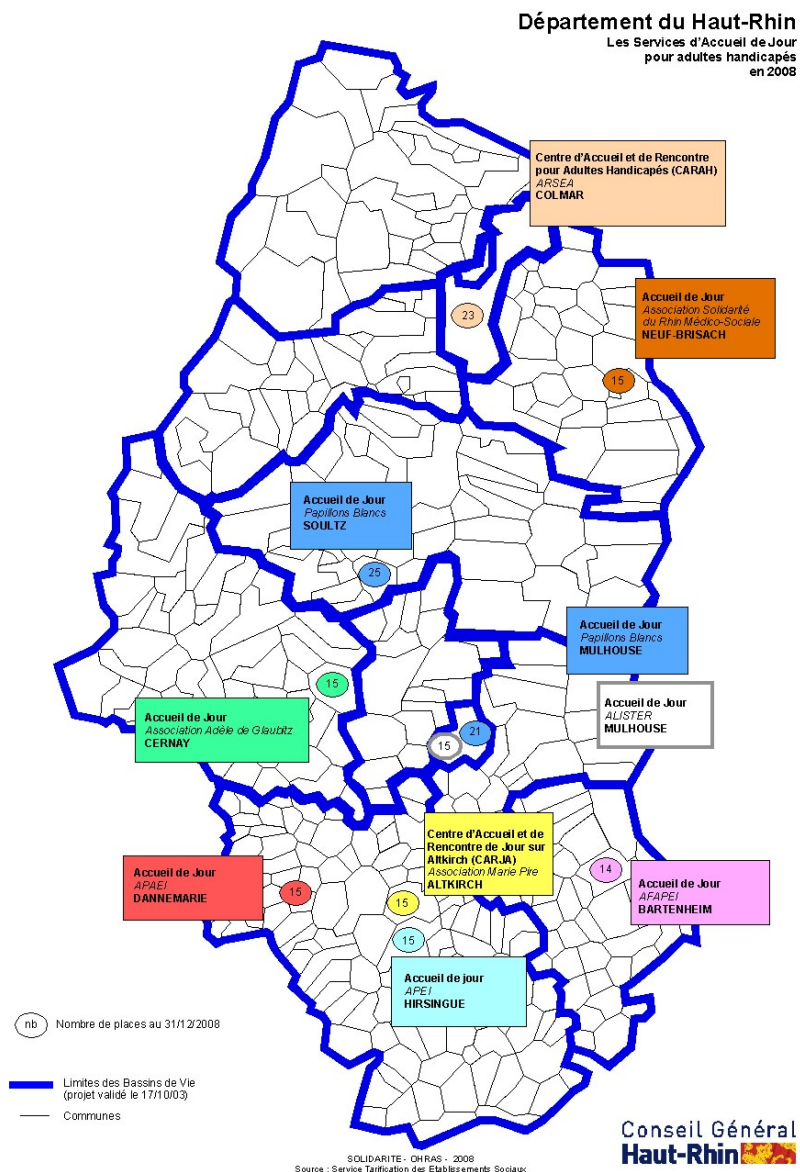 Département du Haut-Rhin
Les Services d'Accueil de Jour
pour adultes handicapés
en 2008
Centre d'Accueil et de Rencontre
pour Adultes Handicapés (CARAH)
ARSEA
COLMAR
23
Accueil de Jour
Association Solidarité
du Rhin Médico-Sociale
NEUF-BRISACH
15
Accueil de Jour
Papillons Blancs
SOULTZ
25
Accueil de Jour
Papillons Blancs
MULHOUSE
21
Accueil de Jour
ALISTER
MULHOUSE
15
15
Accueil de Jour
Association Adèle de Glaubitz
CERNAY
Centre d'Accueil et de
Rencontre de Jour sur
Altkirch (CARJA)
Association Marie Pire
ALTKIRCH
15
Accueil de Jour
APAEI
DANNEMARIE
15
14
Accueil de Jour
AFAPEI
BARTENHEIM
15
Accueil de jour
APEI
HIRSINGUE
nb Nombre de places au 31/12/2008
Limites des Bassins de Vie
(projet validé le 17/10/03)
Communes
SOLIDARITE - OHRAS - 2008
Source : Service Tarification des Etablissements Sociaux
Conseil Général
Haut-Rhin